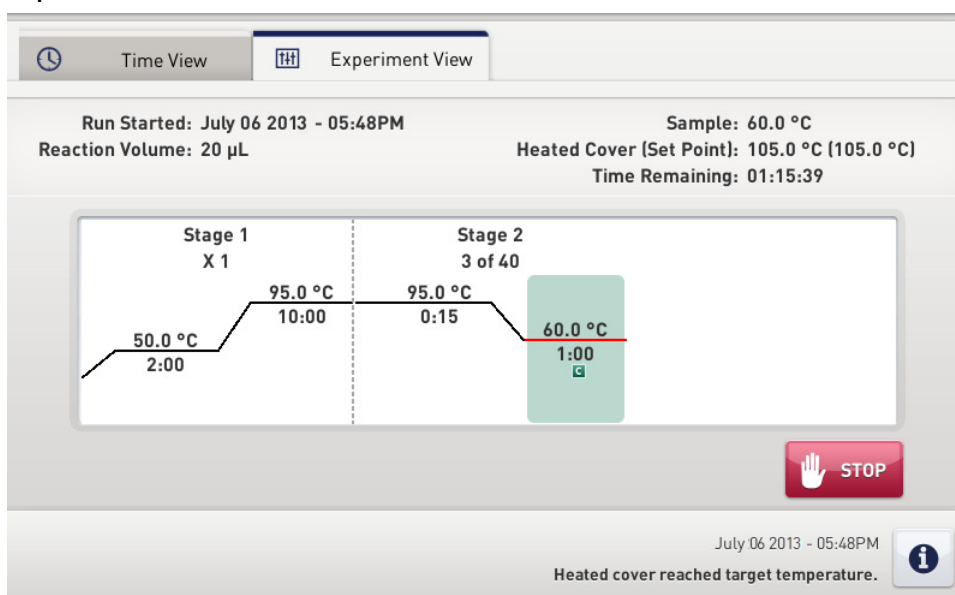 Time View
Experiment View
Run Started: July 06 2013 - 05:48PM
Reaction Volume: 20 µL
Sample: 60.0 °C
Heated Cover (Set Point): 105.0 °C (105.0 °C)
Time Remaining: 01:15:39
Stage 1
X 1
50.0 °C
2:00
95.0 °C
10:00
Stage 2
3 of 40
95.0 °C
0:15
60.0 °C
1:00
C
STOP
July 06 2013 - 05:48PM
Heated cover reached target temperature.